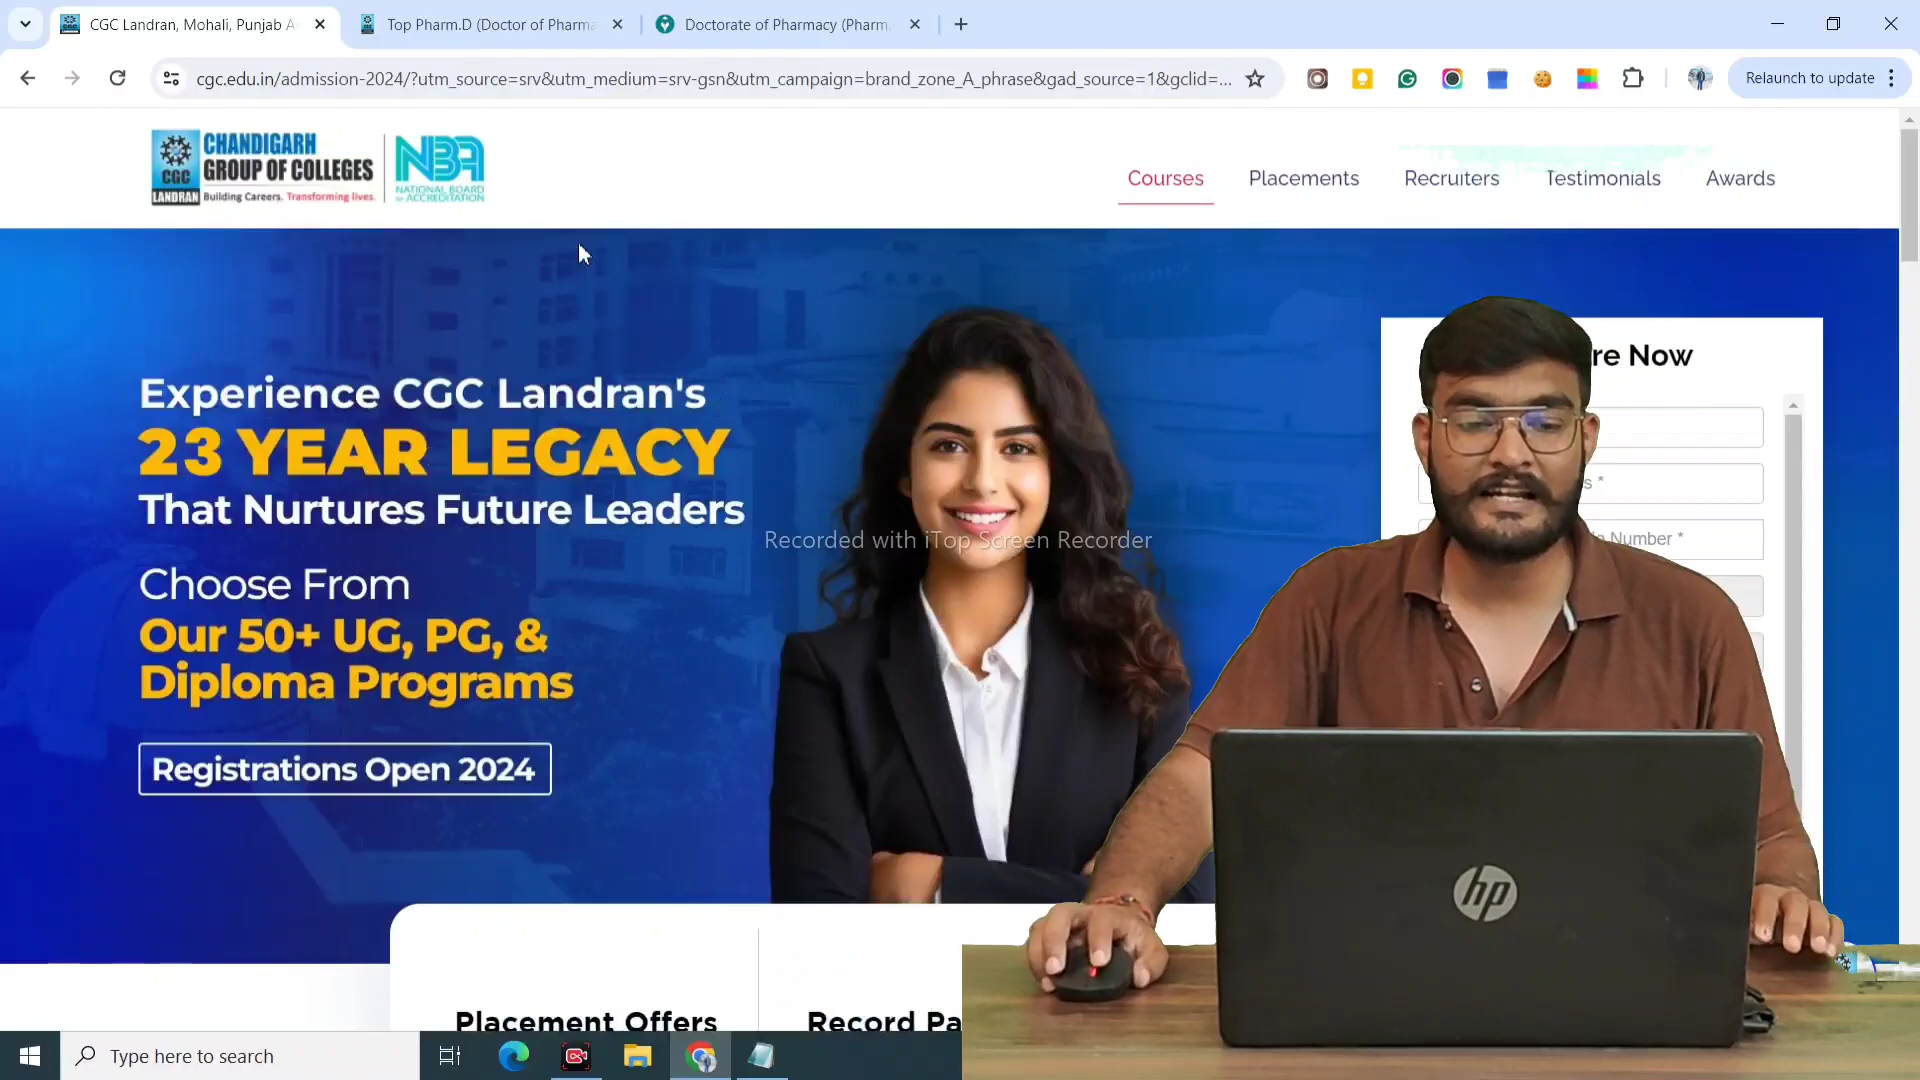 CGC Landran, Mohali, Punjab A
Top Pharm.D (Doctor of Pharma
Doctorate of Pharmacy (Pharm.
cgc.edu.in/admission-2024/?utm_source=srv&utm_medium=srv-gsn&utm_campaign=brand_zone_A_phrase&gad_source=1&gclid=...
Relaunch to update
CHANDIGARH
GROUP OF COLLEGES
CGC
LANDRAN
Building Careers. Transforming lives.
NBA
NATIONAL BOARD
OF ACCREDITATION
Courses
Placements
Recruiters
Testimonials
Awards
Experience CGC Landran's
23 YEAR LEGACY
That Nurtures Future Leaders
Choose From
Our 50+ UG, PG, &
Diploma Programs
Registrations Open 2024
re Now
s *
Number *
Recorded with iTop Screen Recorder
hp
Placement Offers
Record Pa
Type here to search